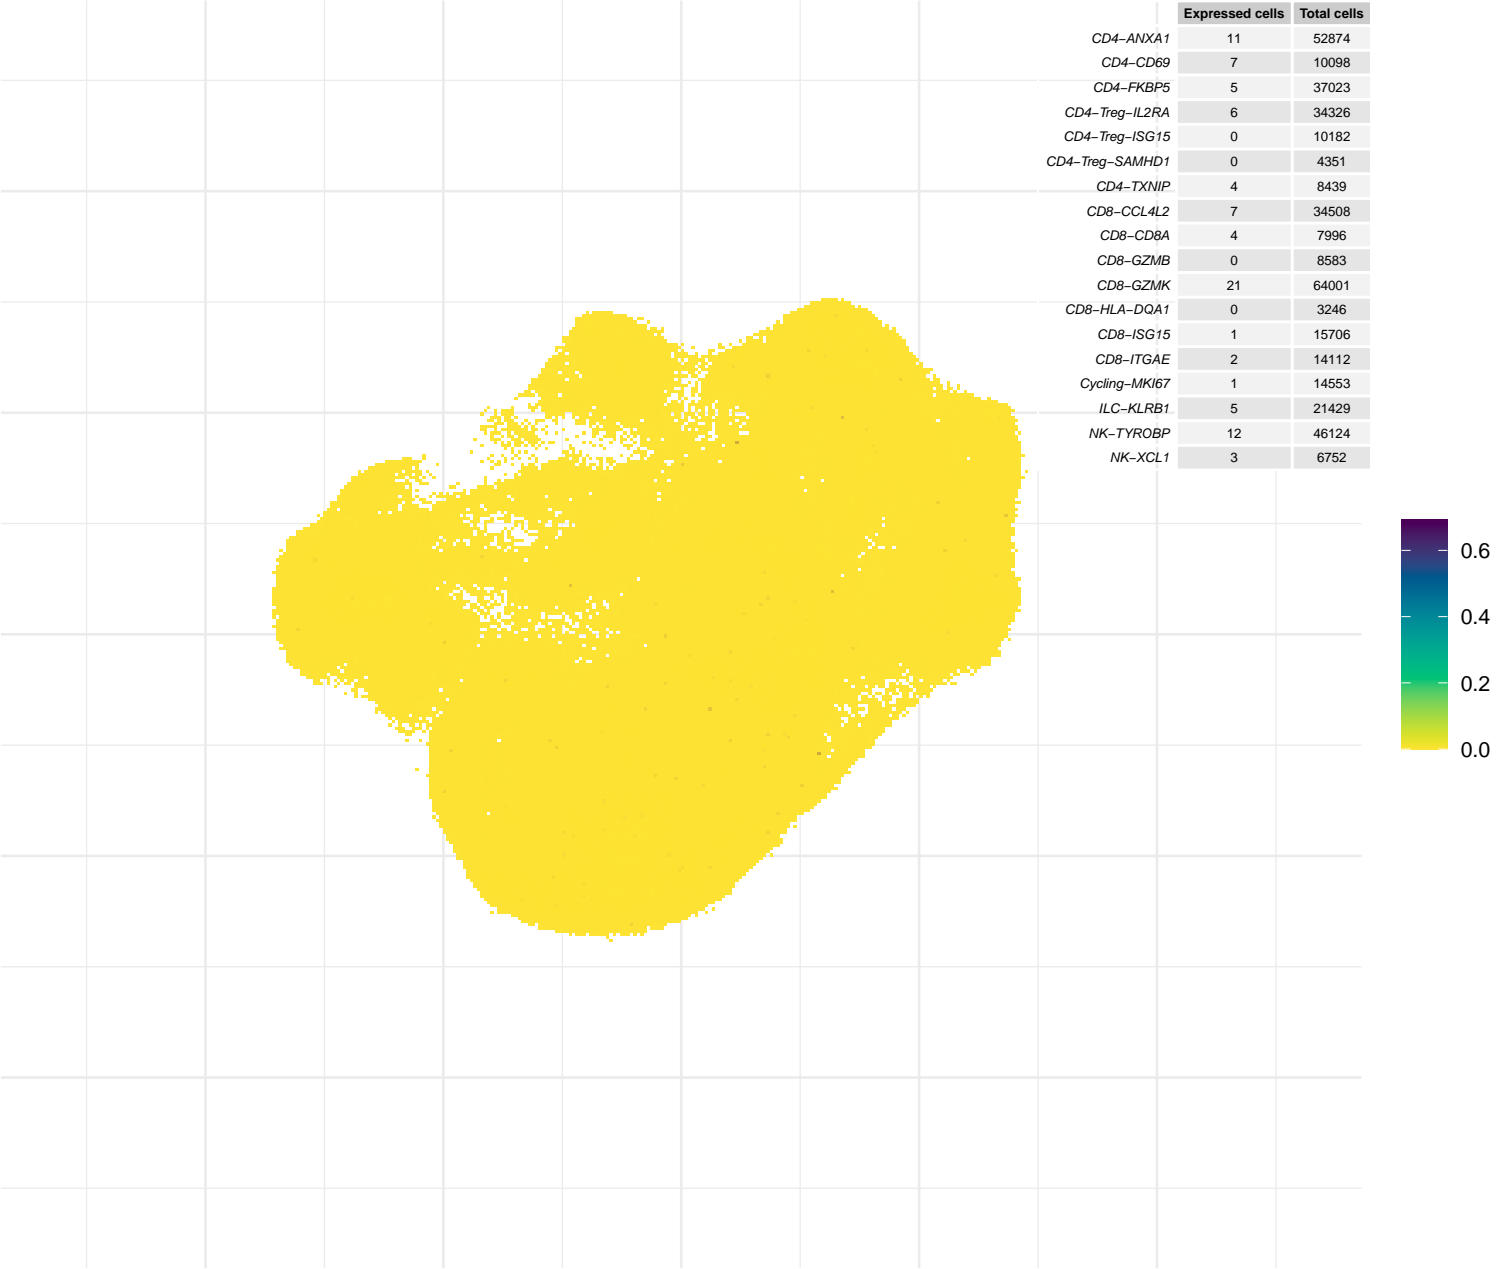 Expressed cells Total cells
CD4−ANXA1 11 52874
CD4−CD69 7 10098
CD4−FKBP5 5 37023
CD4−Treg−IL2RA 6 34326
CD4−Treg−ISG15 0 10182
CD4−Treg−SAMHD1 0 4351
CD4−TXNIP 4 8439
CD8−CCL4L2 7 34508
CD8−CD8A 4 7996
CD8−GZMB 0 8583
CD8−GZMK 21 64001
CD8−HLA−DQA1 0 3246
CD8−ISG15 1 15706
CD8−ITGAE 2 14112
Cycling−MKI67 1 14553
ILC−KLRB1 5 21429
NK−TYROBP 12 46124
NK−XCL1 3 6752
0.6
0.4
0.2
0.0